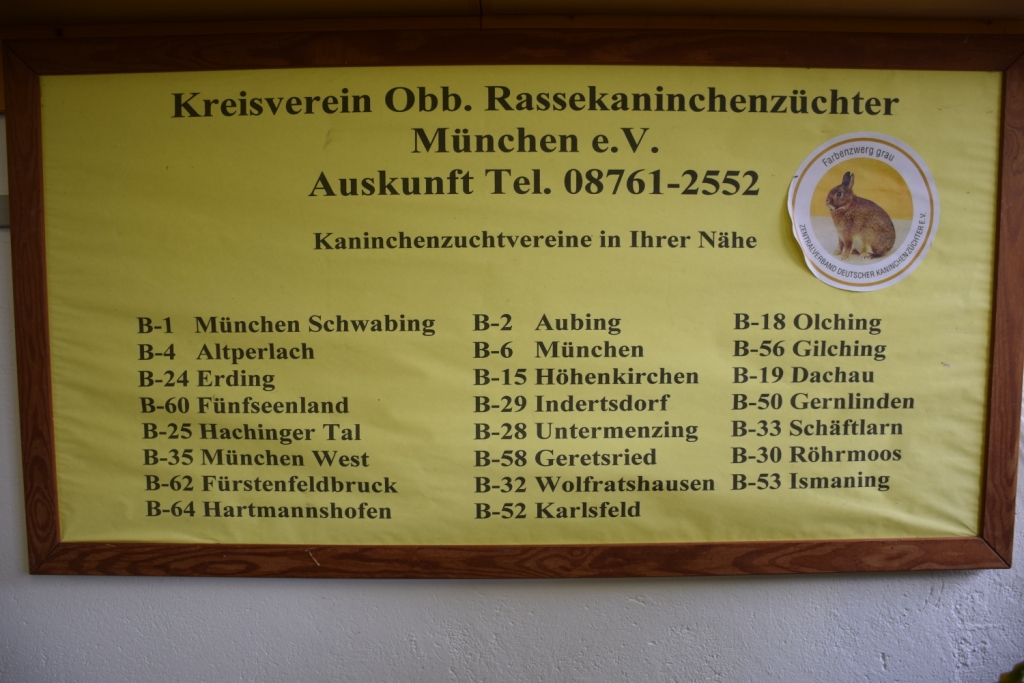 Kreisverein Obb. Rassekaninchenzüchter
München e.V.
Auskunft Tel. 08761-2552
Kaninchenzuchtvereine in Ihrer Nähe
Farbenzwerg grau
ZENTRALVERBAND DEUTSCHER KANINCHENZÜCHTER E.V.
B-1 München Schwabing
B-4 Altperlach
B-24 Erding
B-60 Fünfseenland
B-25 Hachinger Tal
B-35 München West
B-62 Fürstenfeldbruck
B-64 Hartmannshofen
B-2 Aubing
B-6 München
B-15 Höhenkirchen
B-29 Indertsdorf
B-28 Untermenzing
B-58 Geretsried
B-32 Wolfratshausen
B-52 Karlsfeld
B-18 Olching
B-56 Gilching
B-19 Dachau
B-50 Gernlinden
B-33 Schäftlarn
B-30 Röhrmoos
B-53 Ismaning